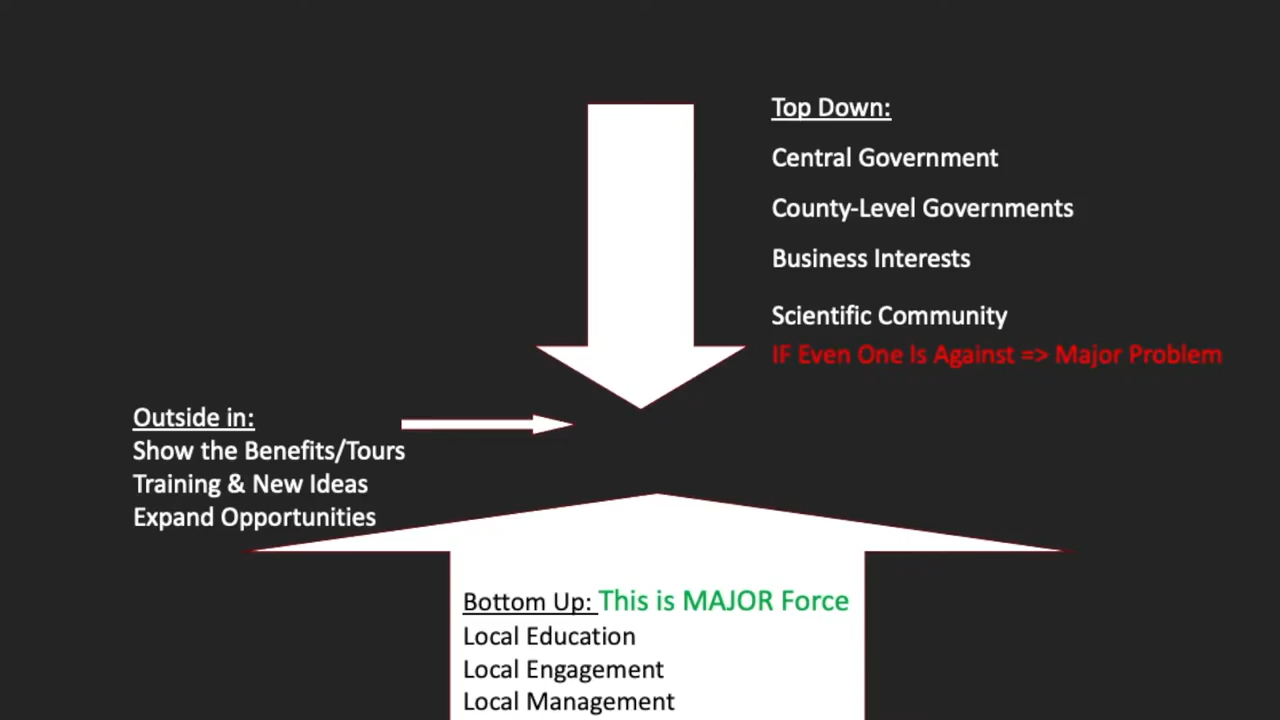 Top Down:
Central Government
County-Level Governments
Business Interests
Scientific Community
IF Even One Is Against => Major Problem
Outside in:
Show the Benefits/Tours
Training & New Ideas
Expand Opportunities
Bottom Up: This is MAJOR Force
Local Education
Local Engagement
Local Management